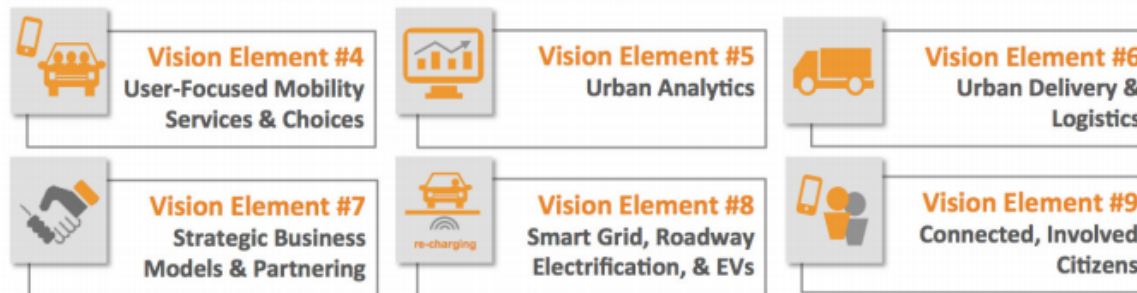 Vision Element #4
User-Focused Mobility
Services & Choices
Vision Element #5
Urban Analytics
Vision Element #6
Urban Delivery &
Logistics
Vision Element #7
Strategic Business
Models & Partnering
re-charging
Vision Element #8
Smart Grid, Roadway
Electrification, & EVs
Vision Element #9
Connected, Involved
Citizens